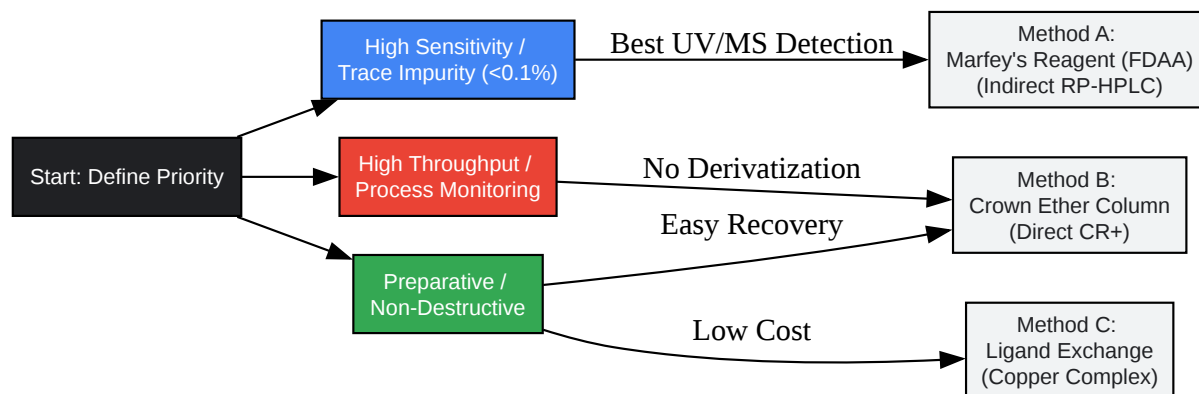 Start: Define Priority
High Sensitivity /
Trace Impurity (<0.1%)
High Throughput /
Process Monitoring
Preparative /
Non-Destructive
Best UV/MS Detection
No Derivatization
Easy Recovery
Low Cost
Method A:
Marfey's Reagent (FDAA)
(Indirect RP-HPLC)
Method B:
Crown Ether Column
(Direct CR+)
Method C:
Ligand Exchange
(Copper Complex)